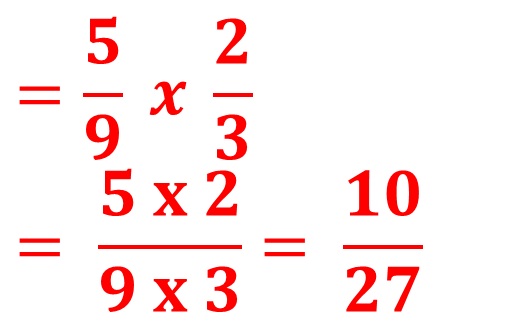 = 5/9 x 2/3
= 5 x 2 / 9 x 3 = 10/27